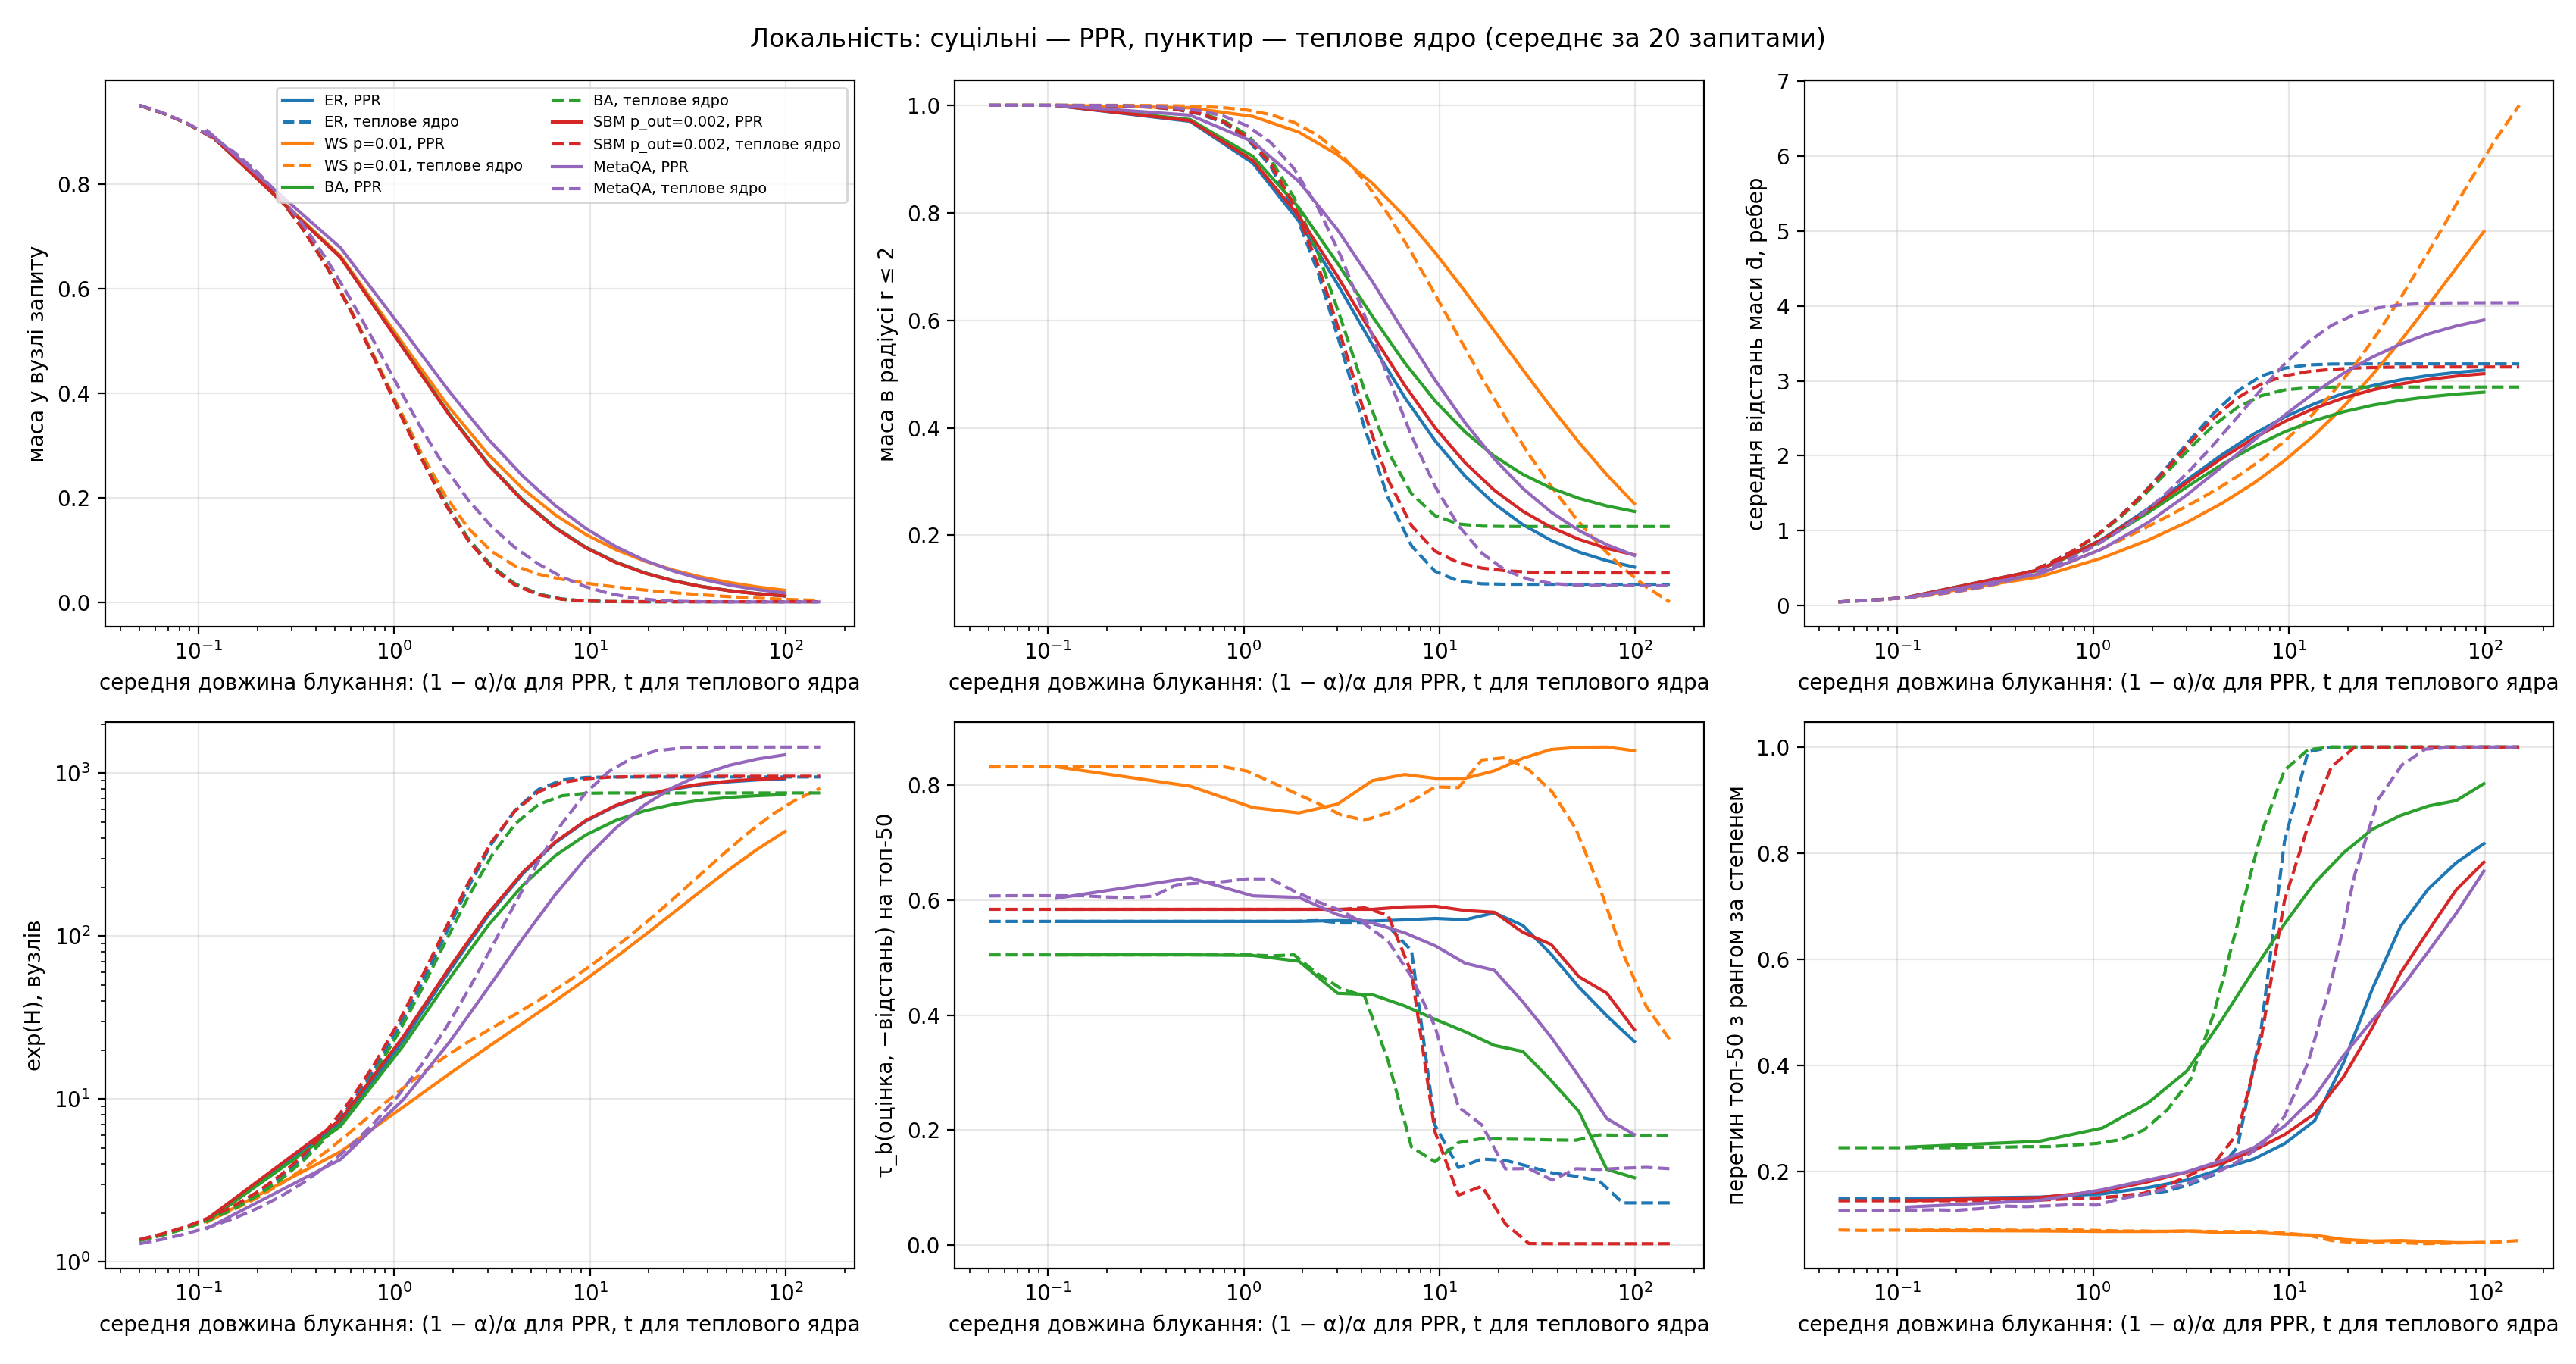 Локальність: суцільні — PPR, пунктир — теплове ядро (середнє за 20 запитами)
маса у вузлі запиту
0.8
0.6
0.4
0.2
0.0
ER, PPR
ER, теплове ядро
WS p=0.01, PPR
WS p=0.01, теплове ядро
BA, PPR
BA, теплове ядро
SBM p_out=0.002, PPR
SBM p_out=0.002, теплове ядро
MetaQA, PPR
MetaQA, теплове ядро
10⁻¹ 10⁰ 10¹ 10²
середня довжина блукання: (1 − α)/α для PPR, t для теплового ядра
маса в радіусі r ≤ 2
1.0
0.8
0.6
0.4
0.2
10⁻¹ 10⁰ 10¹ 10²
середня довжина блукання: (1 − α)/α для PPR, t для теплового ядра
середня відстань маси d̄, ребер
7
6
5
4
3
2
1
0
10⁻¹ 10⁰ 10¹ 10²
середня довжина блукання: (1 − α)/α для PPR, t для теплового ядра
exp(H), вузлів
10³
10²
10¹
10⁰
10⁻¹ 10⁰ 10¹ 10²
середня довжина блукання: (1 − α)/α для PPR, t для теплового ядра
τ_b(оцінка, −відстань) на топ-50
0.8
0.6
0.4
0.2
0.0
10⁻¹ 10⁰ 10¹ 10²
середня довжина блукання: (1 − α)/α для PPR, t для теплового ядра
перетин топ-50 з рангом за степенем
1.0
0.8
0.6
0.4
0.2
10⁻¹ 10⁰ 10¹ 10²
середня довжина блукання: (1 − α)/α для PPR, t для теплового ядра